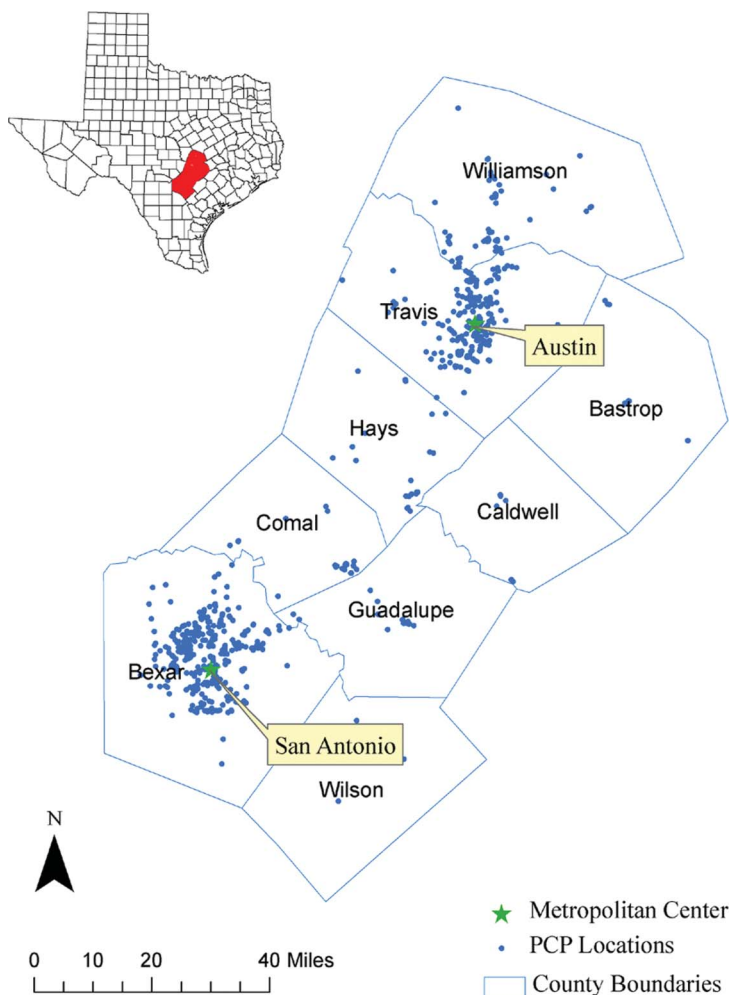 Williamson
Travis
Austin
Bastrop
Hays
Caldwell
Comal
Guadalupe
Bexar
San Antonio
Wilson
N
Metropolitan Center
PCP Locations
County Boundaries
0 10 20 40 Miles